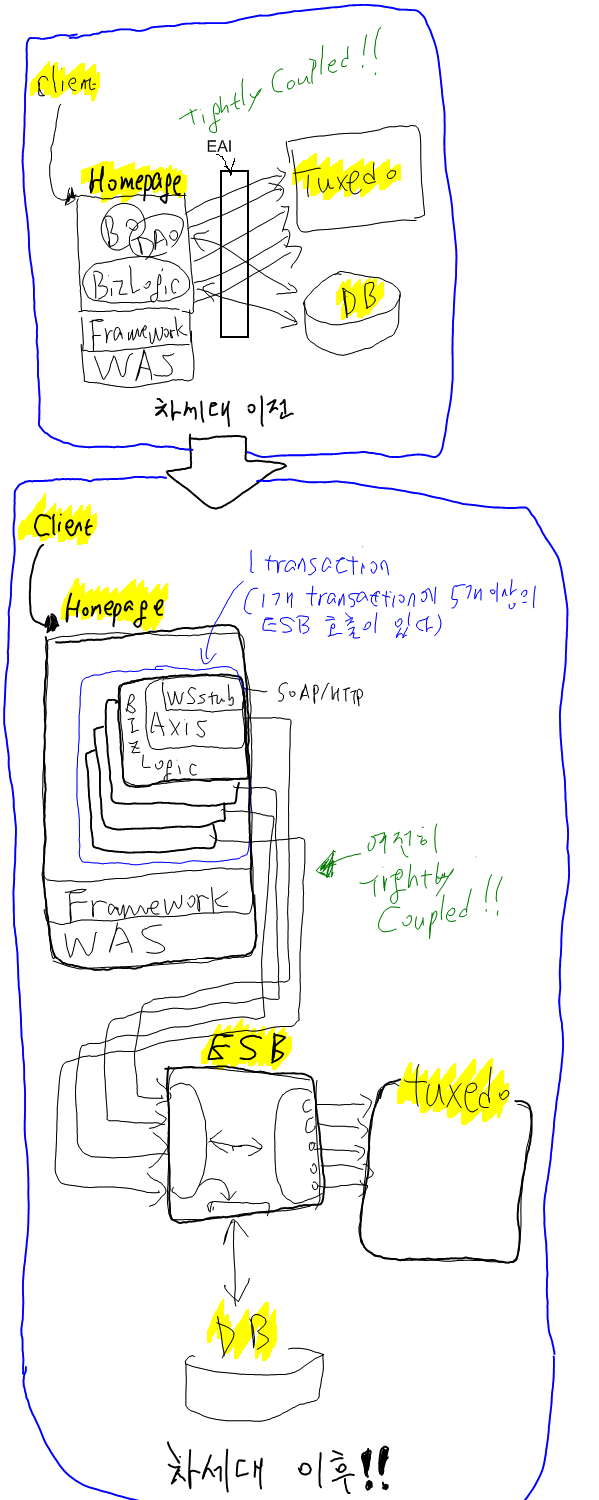 Client
Tightly Coupled!!
EAI
Homepage
Tuxedo
BO
DAO
BizLogic
DB
Framework
WAS
차세대 이전
Client
1 transaction
(1개 transaction에 5개이상의
ESB 호출이 있다)
Homepage
WSstub
SOAP/HTTP
Axis
BIZ
Logic
여전히
Tightly
Coupled!!
Framework
WAS
ESB
tuxedo
DB
차세대 이후!!